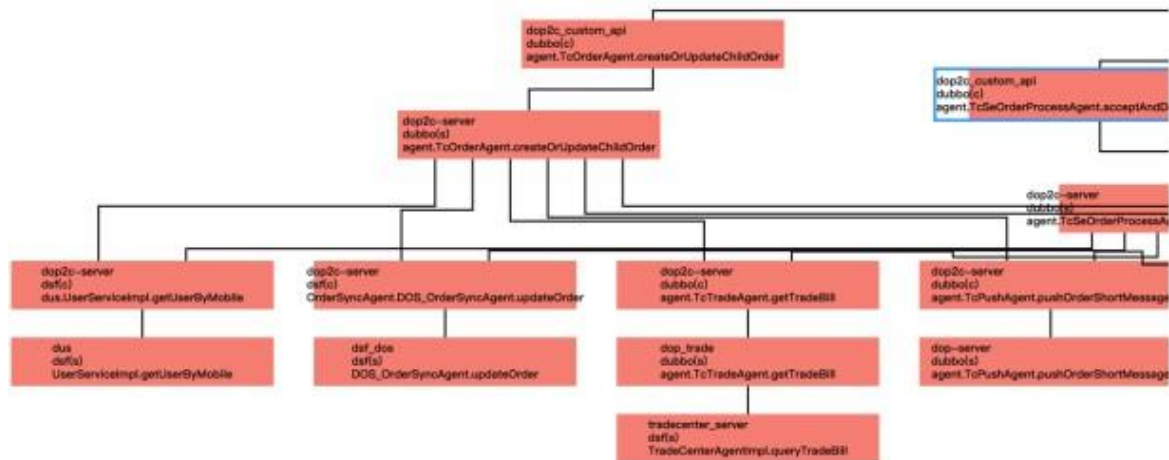 dop2c_custom_api
dubbo(c)
agent.TcOrderAgent.createOrUpdateChildOrder
dop2c_custom_api
dubbo(c)
agent.TcSeOrderProcessAgent.acceptAndD
dop2c-server
dubbo(s)
agent.TcOrderAgent.createOrUpdateChildOrder
dop2c-server
dubbo(s)
agent.TcSeOrderProcessA
dop2c-server
dsf(c)
dus.UserServiceImpl.getUserByMobile
dop2c-server
dsf(c)
OrderSyncAgent.DOS_OrderSyncAgent.updateOrder
dop2c-server
dubbo(c)
agent.TcTradeAgent.getTradeBill
dop2c-server
dubbo(c)
agent.TcPushAgent.pushOrderShortMessage
dus
dsf(s)
UserServiceImpl.getUserByMobile
dsf_dos
dsf(s)
DOS_OrderSyncAgent.updateOrder
dop_trade
dubbo(s)
agent.TcTradeAgent.getTradeBill
dop-server
dubbo(s)
agent.TcPushAgent.pushOrderShortMessage
tradecenter_server
dsf(s)
TradeCenterAgentImpl.queryTradeBill